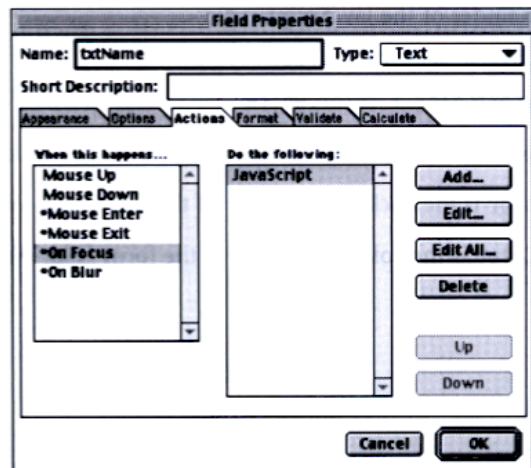 Field Properties
Name: txtName Type: Text
Short Description:
Appearance Options Actions Format Validate Calculate
When this happens... Do the following:
Mouse Up JavaScript Add...
Mouse Down
•Mouse Enter Edit...
•Mouse Exit
•On Focus Edit All...
•On Blur
Delete
Up
Down
Cancel OK